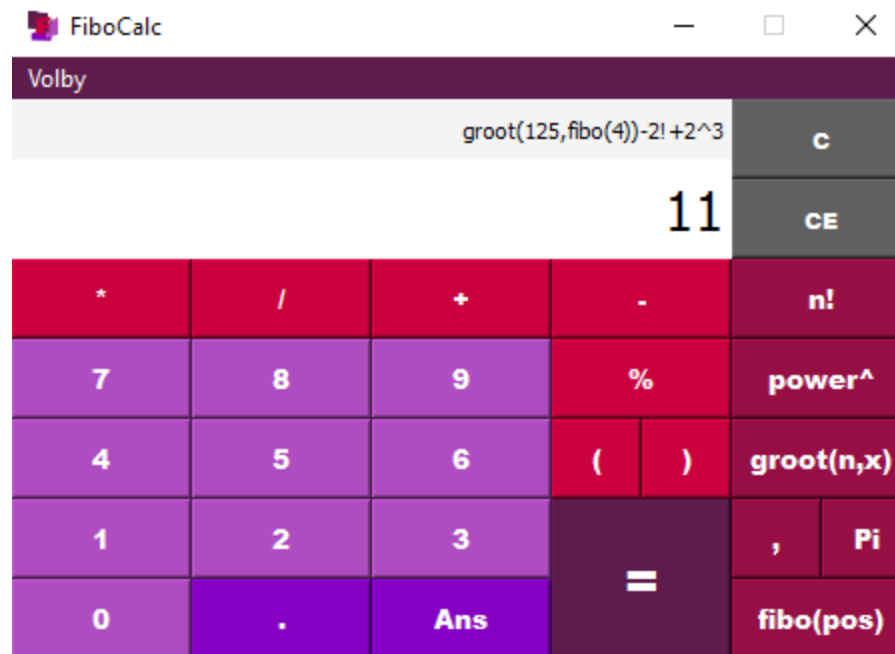 FiboCalc
Volby
groot(125,fibo(4))-2!+2^3
C
11
CE
* / + - n!
7 8 9 % power^
4 5 6 ( ) groot(n,x)
1 2 3 = , Pi
0 . Ans fibo(pos)